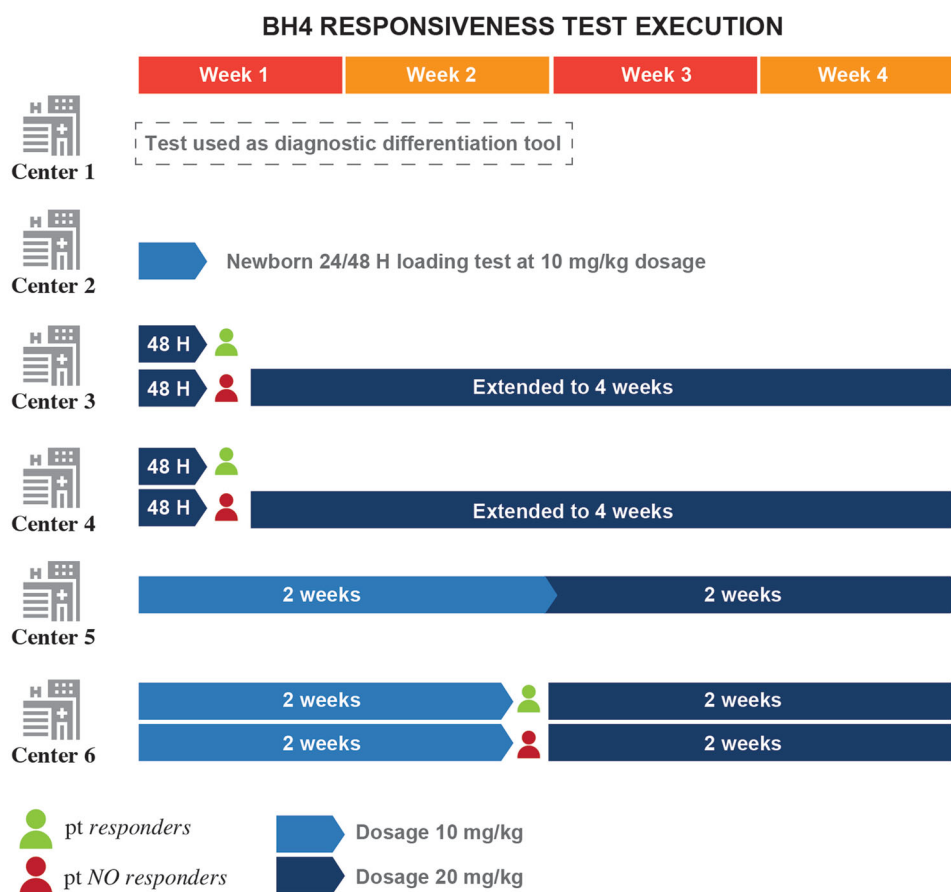 BH4 RESPONSIVENESS TEST EXECUTION
Week 1 Week 2 Week 3 Week 4
H
Test used as diagnostic differentiation tool
Center 1
H
Newborn 24/48 H loading test at 10 mg/kg dosage
Center 2
H
48 H
48 H Extended to 4 weeks
Center 3
H
48 H
48 H Extended to 4 weeks
Center 4
H
2 weeks 2 weeks
Center 5
H
2 weeks 2 weeks
2 weeks 2 weeks
Center 6
pt responders Dosage 10 mg/kg
pt NO responders Dosage 20 mg/kg